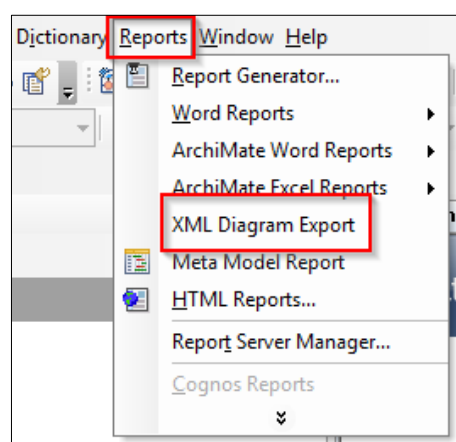 Dictionary Reports Window Help
Report Generator...
Word Reports
ArchiMate Word Reports
ArchiMate Excel Reports
XML Diagram Export
Meta Model Report
HTML Reports...
Report Server Manager...
Cognos Reports